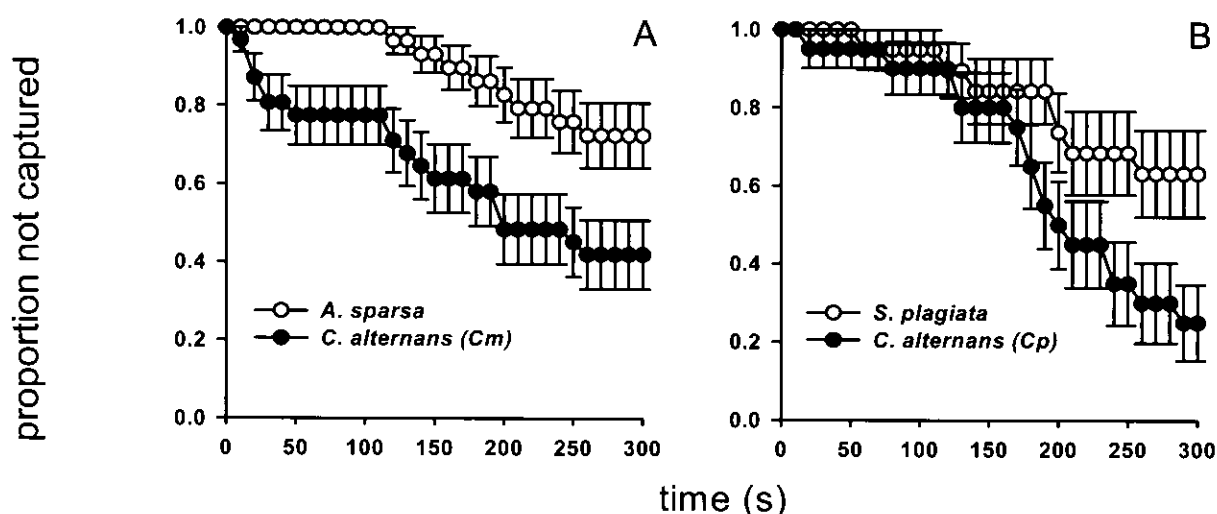 proportion not captured
1.0
0.8
0.6
0.4
0.2
0.0
A
A. sparsa
C. alternans (Cm)
0 50 100 150 200 250 300
1.0
0.8
0.6
0.4
0.2
0.0
B
S. plagiata
C. alternans (Cp)
0 50 100 150 200 250 300
time (s)